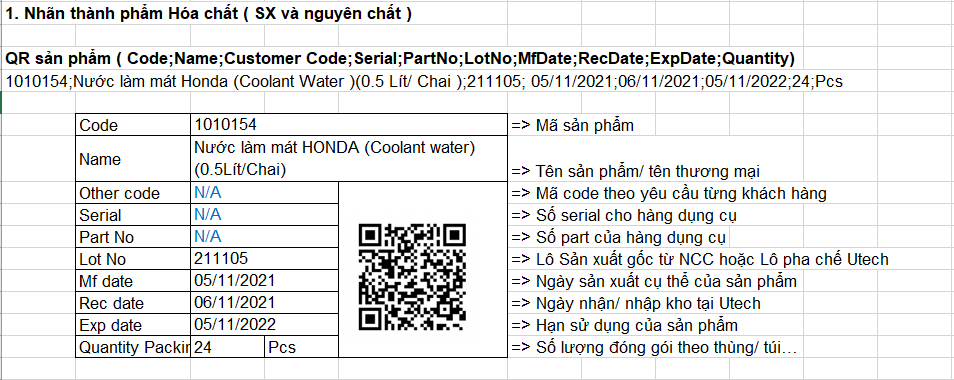 1. Nhãn thành phẩm Hóa chất ( SX và nguyên chất )
QR sản phẩm ( Code;Name;Customer Code;Serial;PartNo;LotNo;MfDate;RecDate;ExpDate;Quantity)
1010154;Nước làm mát Honda (Coolant Water )(0.5 Lít/ Chai );211105; 05/11/2021;06/11/2021;05/11/2022;24;Pcs
Code 1010154 => Mã sản phẩm
Nước làm mát HONDA (Coolant water)
Name (0.5Lít/Chai) => Tên sản phẩm/ tên thương mại
Other code N/A => Mã code theo yêu cầu từng khách hàng
Serial N/A => Số serial cho hàng dụng cụ
Part No N/A => Số part của hàng dụng cụ
Lot No 211105 => Lô Sản xuất gốc từ NCC hoặc Lô pha chế Utech
Mf date 05/11/2021 => Ngày sản xuất cụ thể của sản phẩm
Rec date 06/11/2021 => Ngày nhận/ nhập kho tại Utech
Exp date 05/11/2022 => Hạn sử dụng của sản phẩm
Quantity Packin 24 Pcs => Số lượng đóng gói theo thùng/ túi…